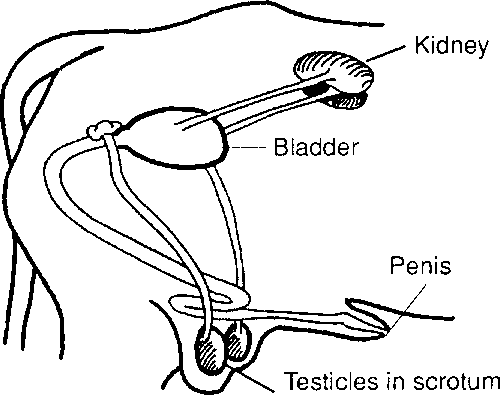 Kidney
Bladder
Penis
Testicles in scrotum